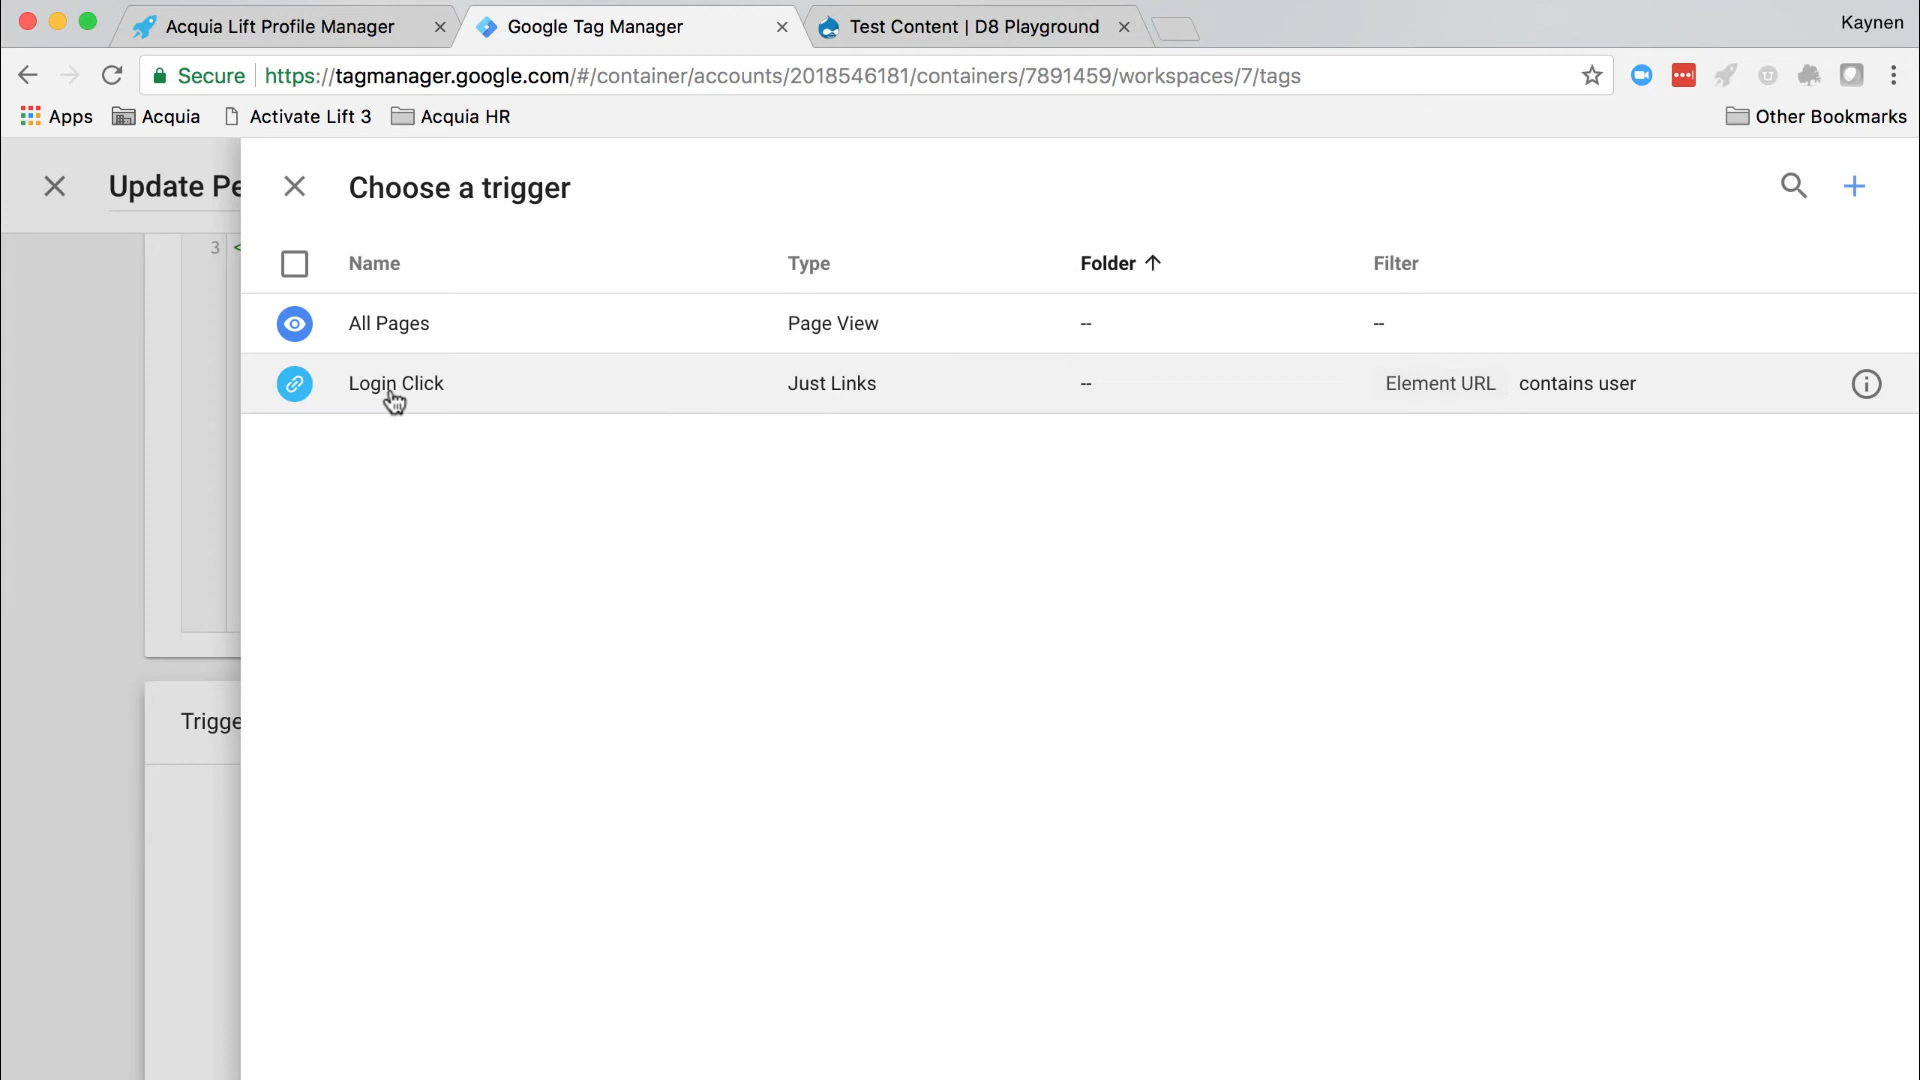 Acquia Lift Profile Manager
Google Tag Manager
Test Content | D8 Playground
Kaynen
Secure
https://tagmanager.google.com/#/container/accounts/2018546181/containers/7891459/workspaces/7/tags
Apps
Acquia
Activate Lift 3
Acquia HR
Other Bookmarks
Update Pe
Choose a trigger
3 <
Name Type Folder Filter
All Pages Page View -- --
Login Click Just Links -- Element URL contains user
Trigge